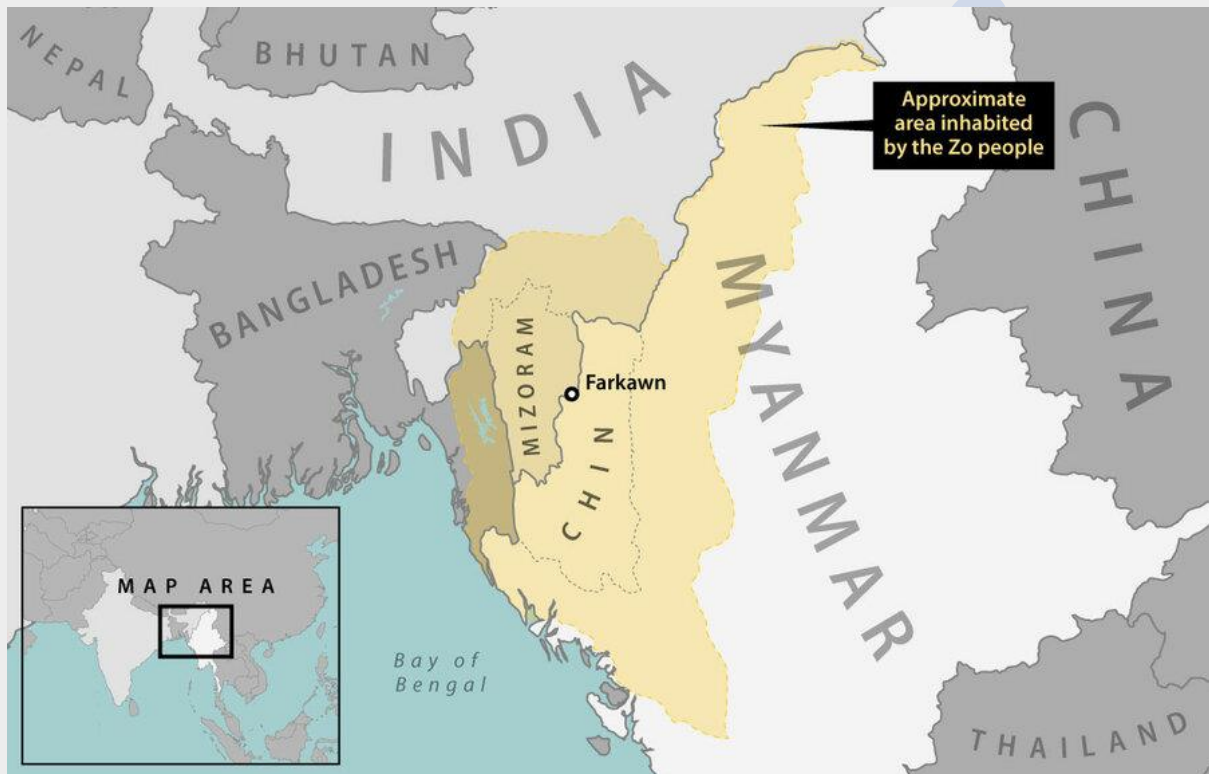 NEPAL
BHUTAN
INDIA
CHINA
Approximate
area inhabited
by the Zo people
BANGLADESH
MYANMAR
MIZORAM
Farkawn
CHIN
MAP AREA
Bay of
Bengal
THAILAND